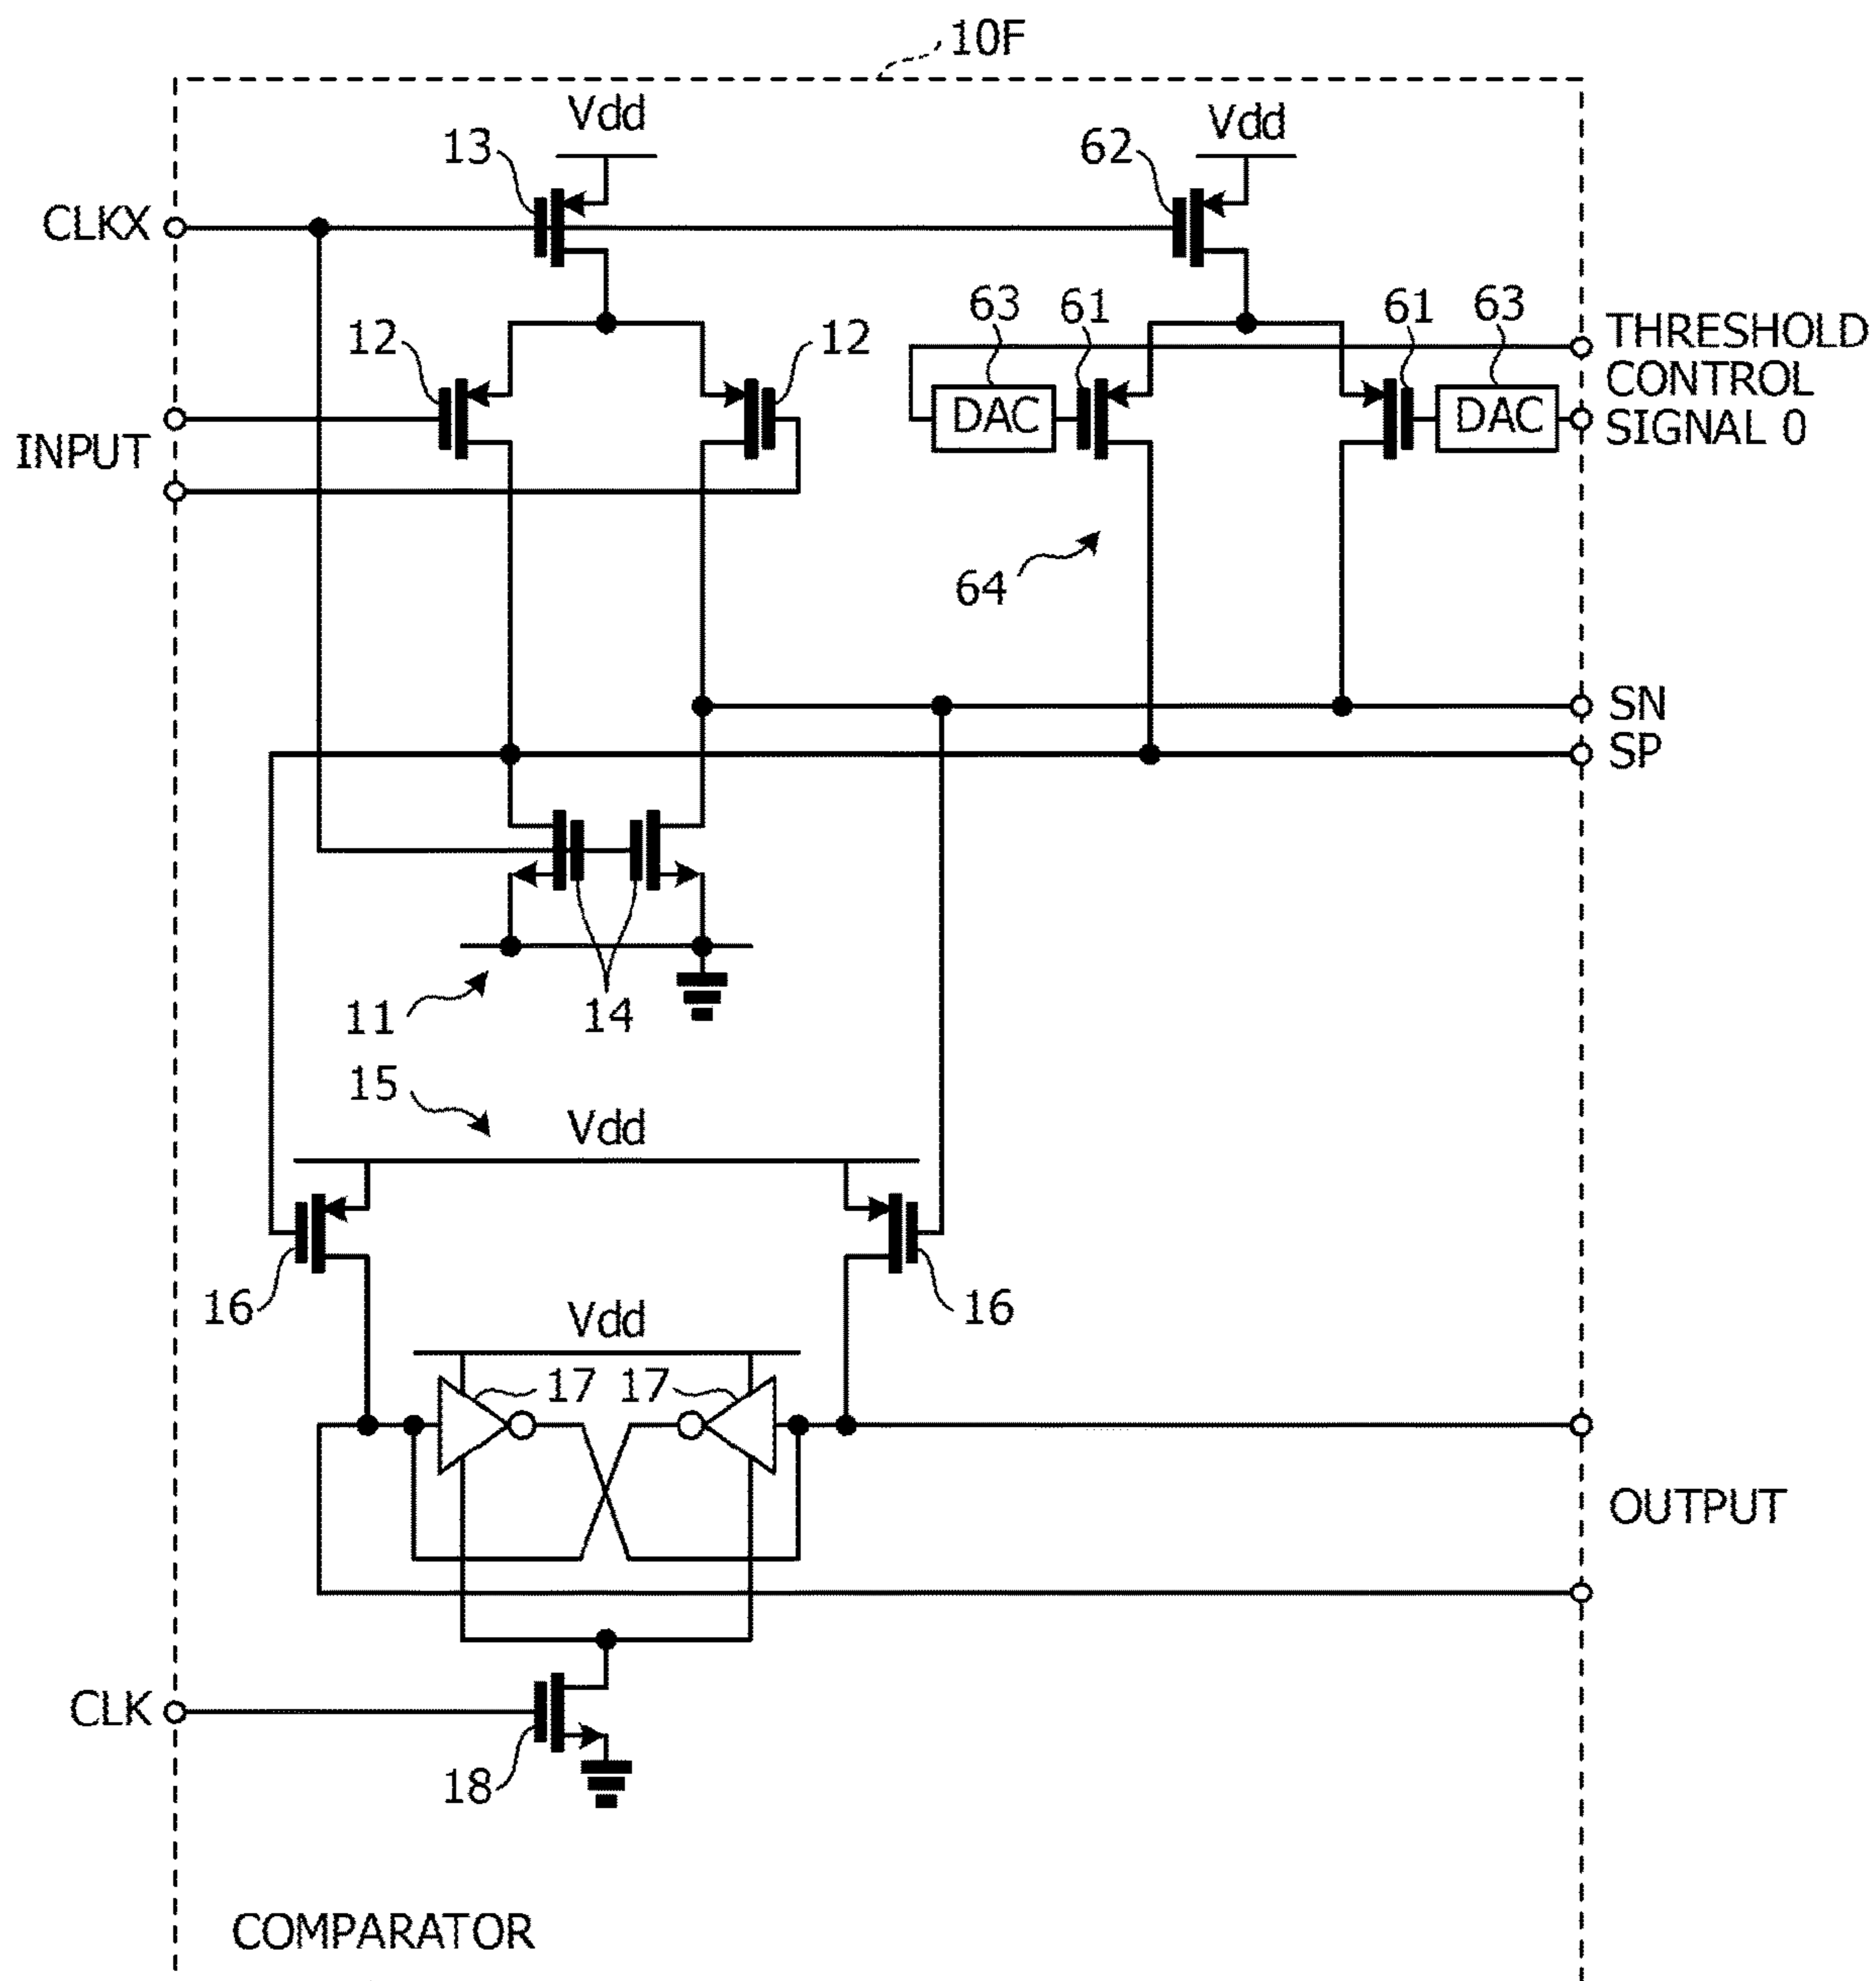 10F
Vdd
Vdd
13
62
CLKX
63
61
61
63
THRESHOLD
CONTROL
SIGNAL 0
12
12
DAC
DAC
INPUT
64
SN
SP
11
14
15
Vdd
16
16
Vdd
17
17
OUTPUT
CLK
18
COMPARATOR